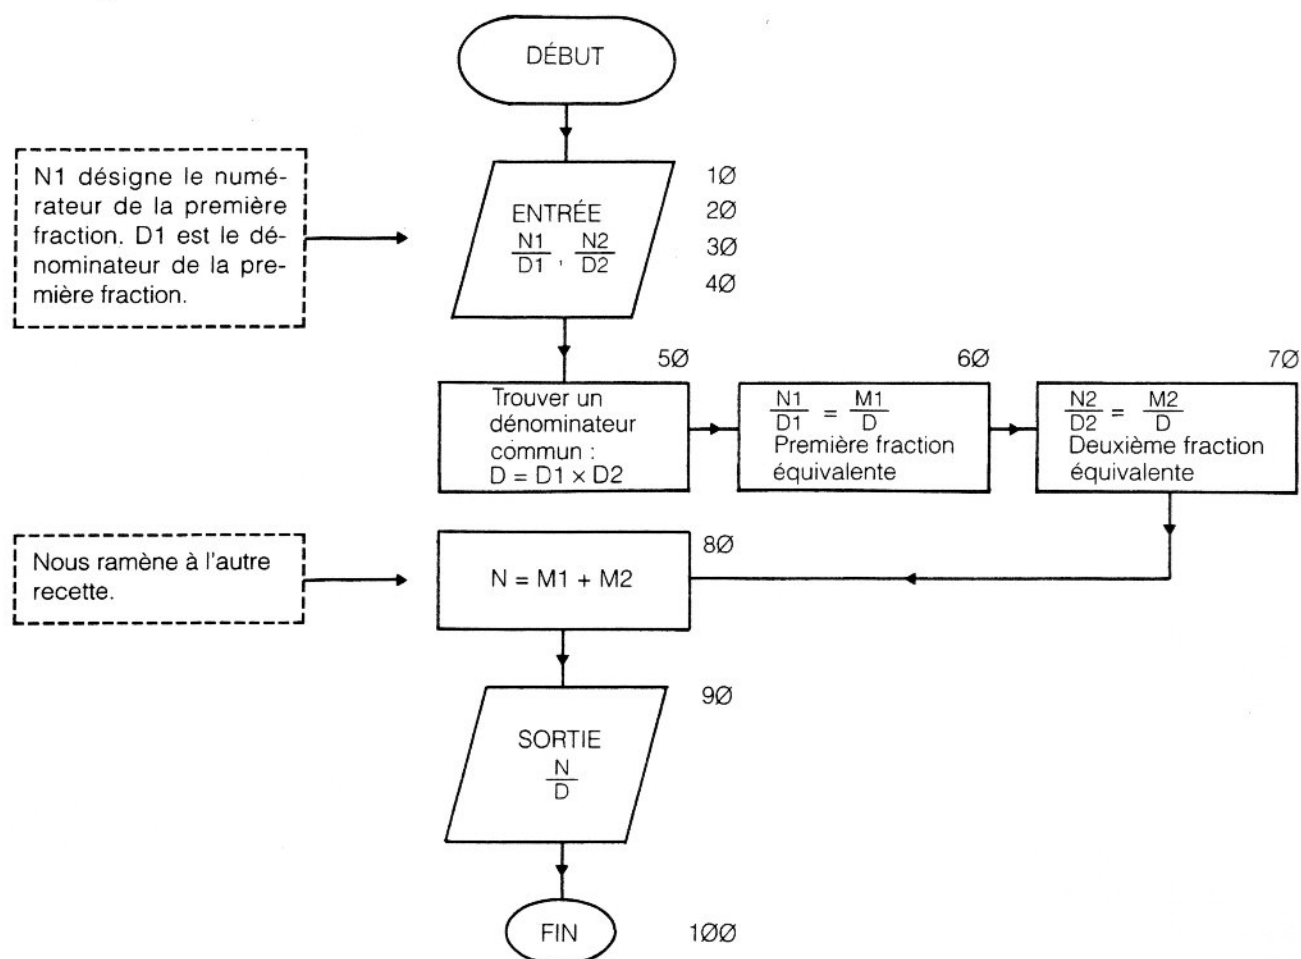 DÉBUT
N1 désigne le numé-
rateur de la première
fraction. D1 est le dé-
nominateur de la pre-
mière fraction.
ENTRÉE
N1/D1 , N2/D2
1Ø
2Ø
3Ø
4Ø
5Ø
Trouver un
dénominateur
commun :
D = D1 × D2
6Ø
N1/D1 = M1/D
Première fraction
équivalente
7Ø
N2/D2 = M2/D
Deuxième fraction
équivalente
Nous ramène à l'autre
recette.
N = M1 + M2
8Ø
SORTIE
N/D
9Ø
FIN
1ØØ